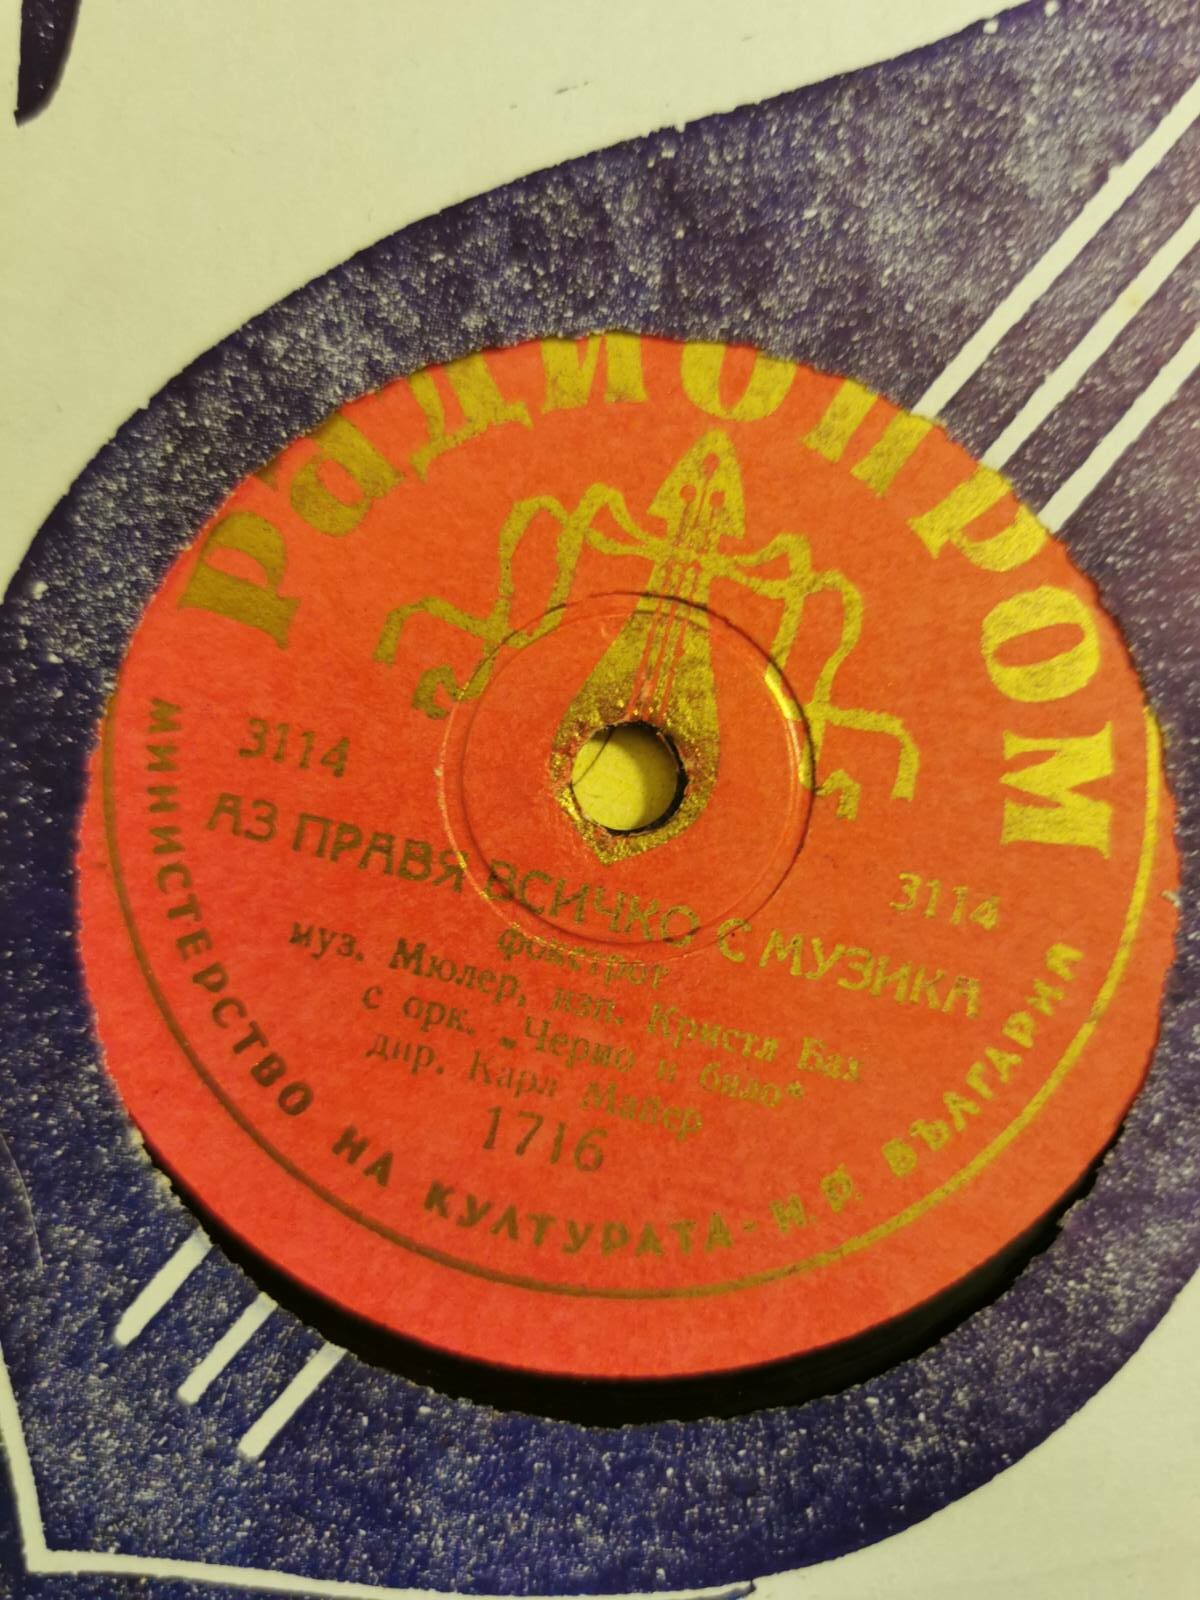 Радиопром
3114
АЗ ПРАВЯ ВСИЧКО С МУЗИКА
3114
фокстрот
муз. Мюлер, изп. Кристл Бах
с орк. „Черно и бяло“
дир. Карл Майер
1716
МИНИСТЕРСТВО НА КУЛТУРАТА - Н. Р. БЪЛГАРИЯ